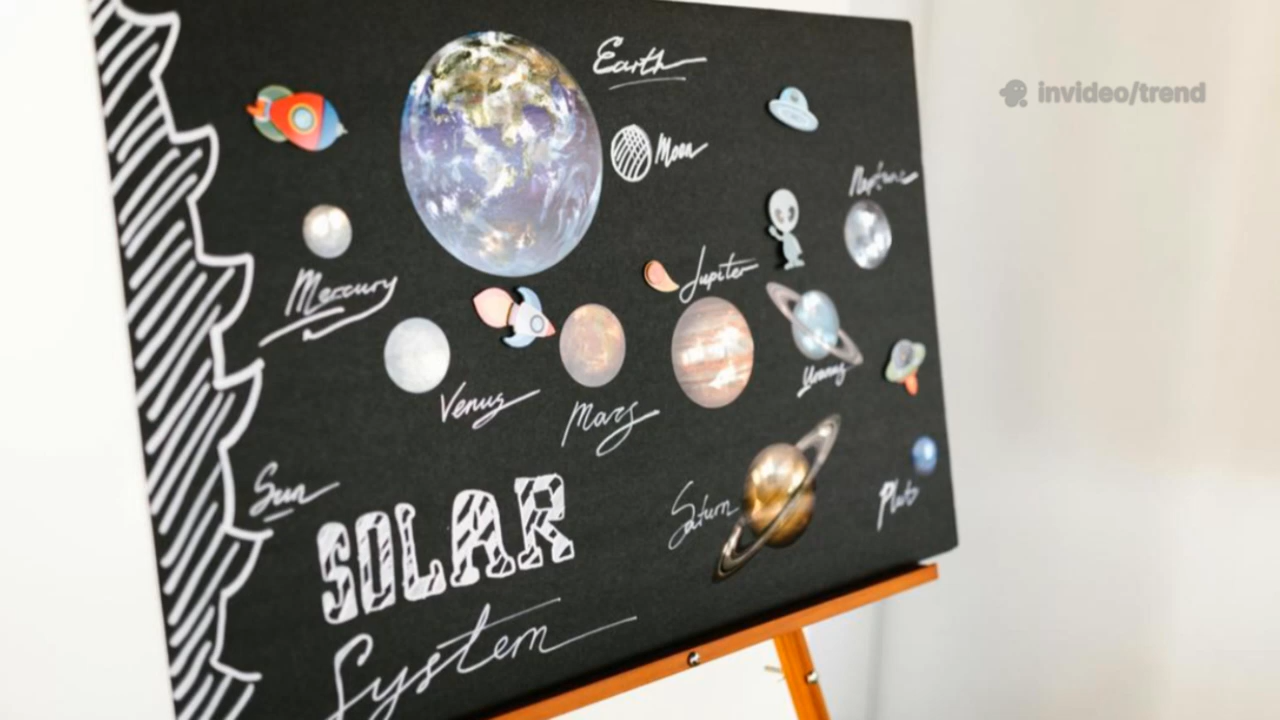 Earth
invideo/trend
Moon
Neptune
Jupiter
Mercury
Uranus
Venus
Mars
Sun
Saturn
Pluto
SOLAR
System